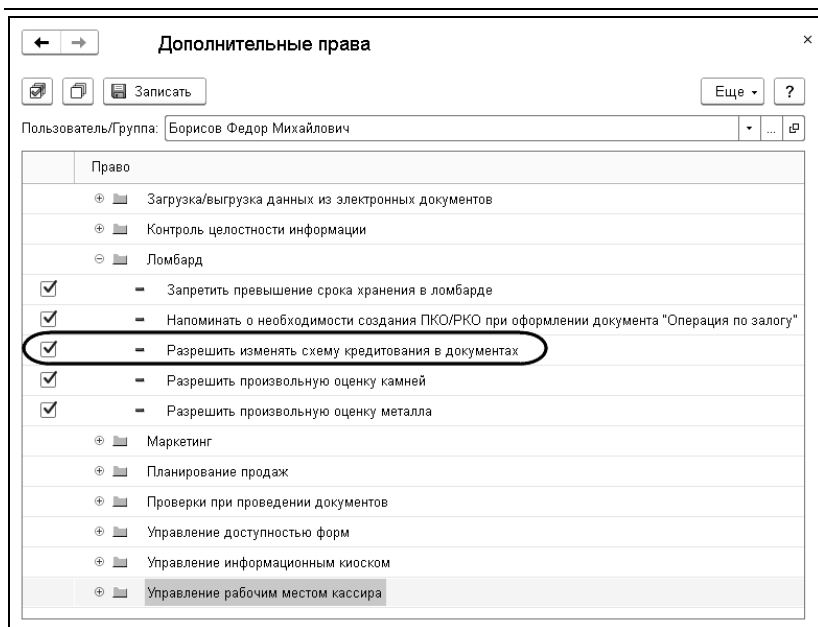 Дополнительные права
Записать
Еще
?
Пользователь/Группа: Борисов Федор Михайлович
...
Право
Загрузка/выгрузка данных из электронных документов
Контроль целостности информации
Ломбард
Запретить превышение срока хранения в ломбарде
Напоминать о необходимости создания ПКО/РКО при оформлении документа "Операция по залогу"
Разрешить изменять схему кредитования в документах
Разрешить произвольную оценку камней
Разрешить произвольную оценку металла
Маркетинг
Планирование продаж
Проверки при проведении документов
Управление доступностью форм
Управление информационным киоском
Управление рабочим местом кассира